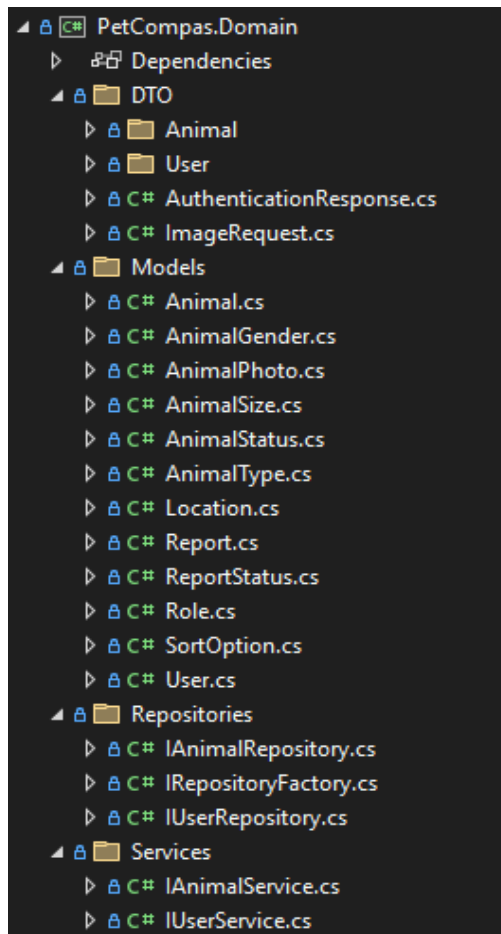 C# PetCompas.Domain
Dependencies
DTO
Animal
User
C# AuthenticationResponse.cs
C# ImageRequest.cs
Models
C# Animal.cs
C# AnimalGender.cs
C# AnimalPhoto.cs
C# AnimalSize.cs
C# AnimalStatus.cs
C# AnimalType.cs
C# Location.cs
C# Report.cs
C# ReportStatus.cs
C# Role.cs
C# SortOption.cs
C# User.cs
Repositories
C# IAnimalRepository.cs
C# IRepositoryFactory.cs
C# IUserRepository.cs
Services
C# IAnimalService.cs
C# IUserService.cs